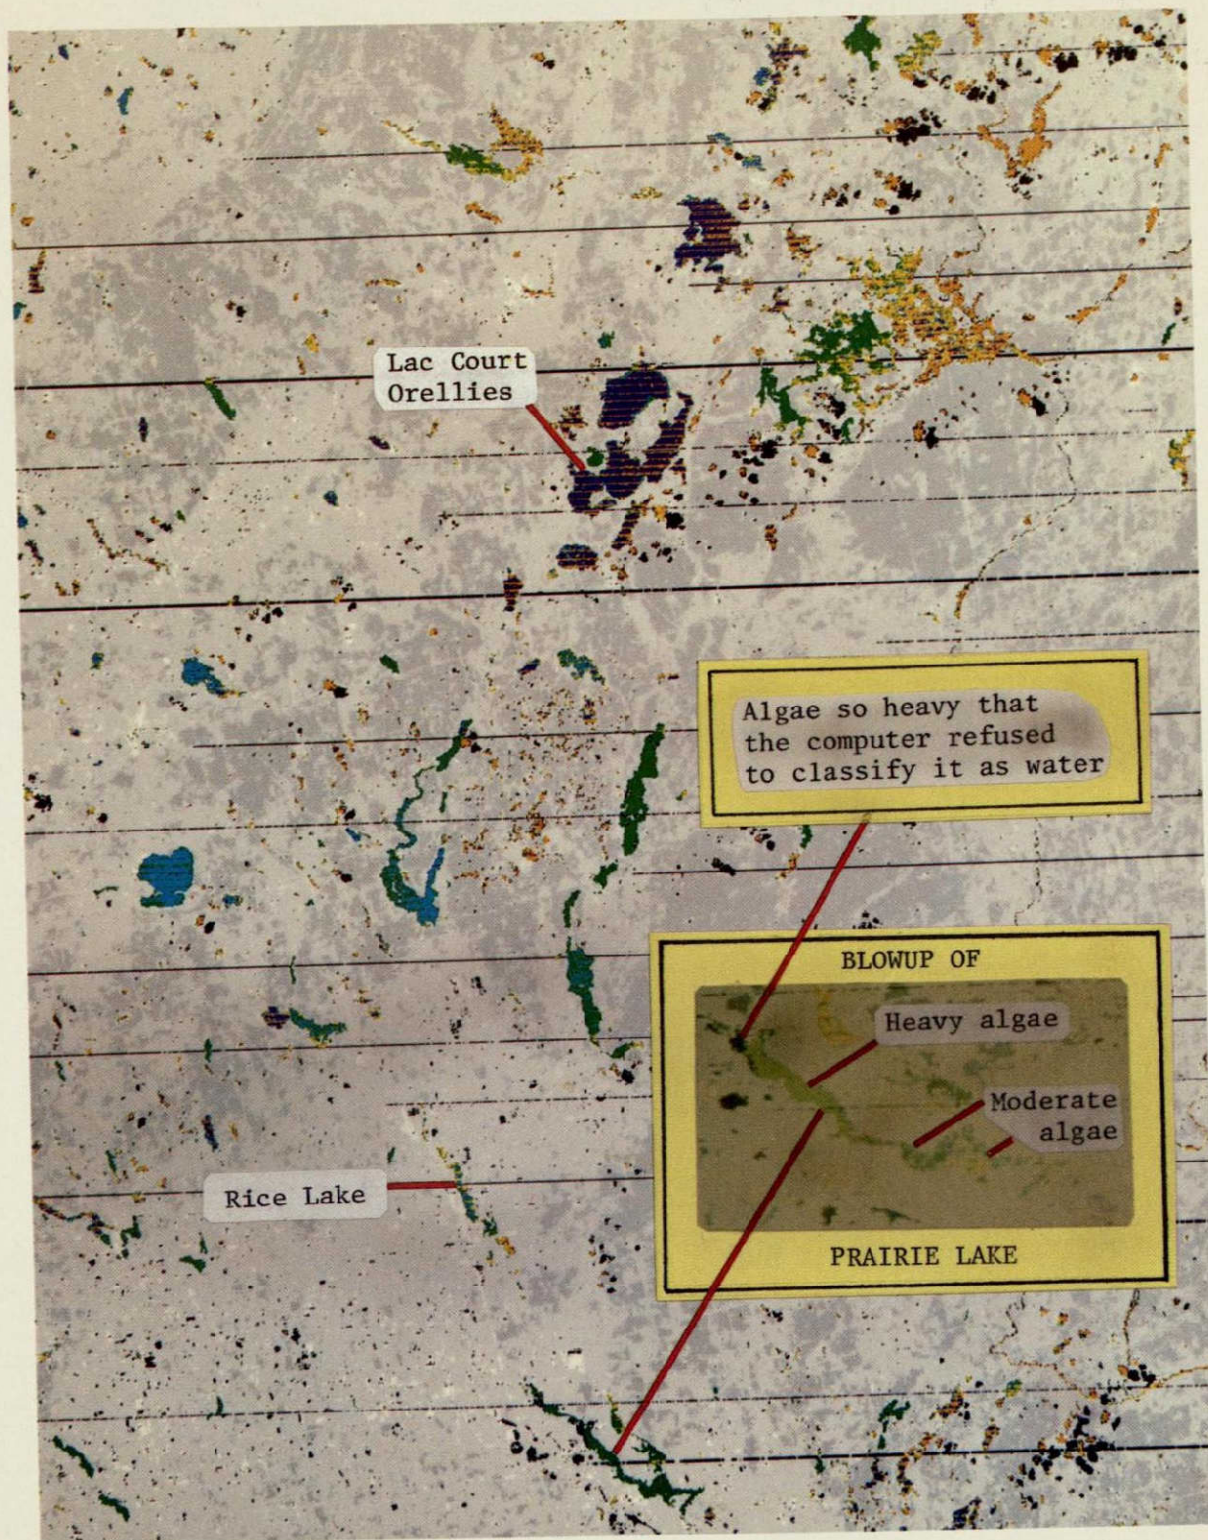 Lac Court
Orellies
Algae so heavy that
the computer refused
to classify it as water
BLOWUP OF
Heavy algae
Moderate
algae
PRAIRIE LAKE
Rice Lake